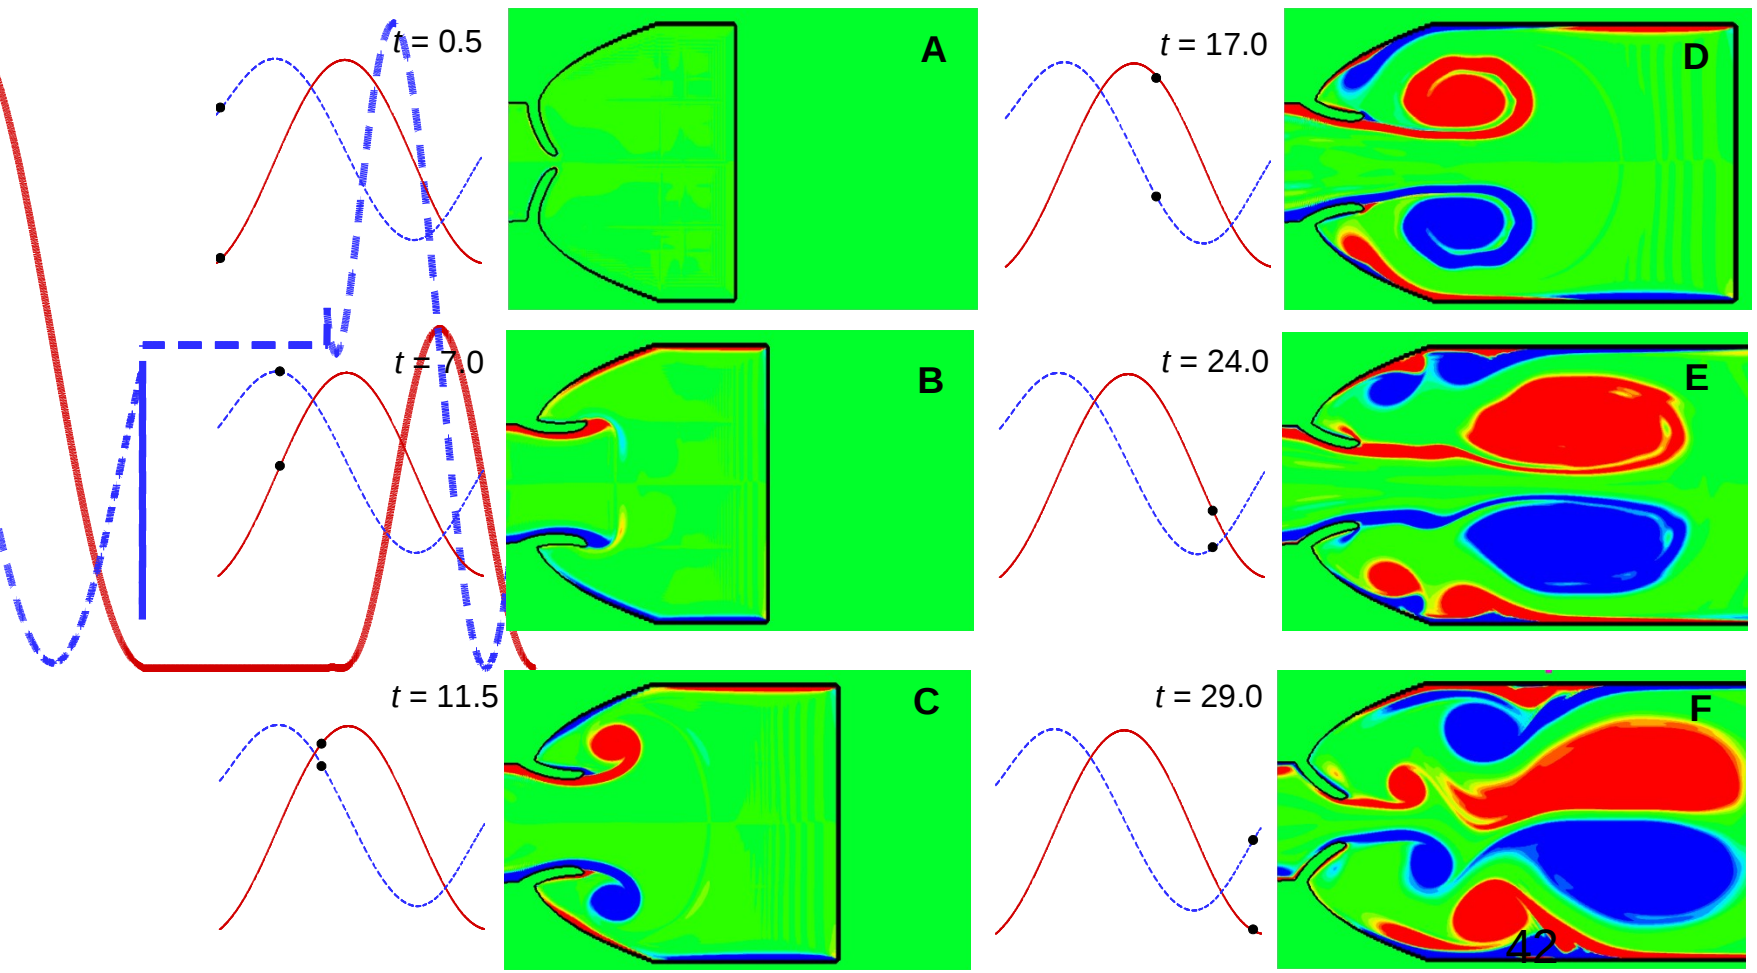 t = 0.5
A
t = 17.0
D
t = 7.0
B
t = 24.0
E
t = 11.5
C
t = 29.0
F
42